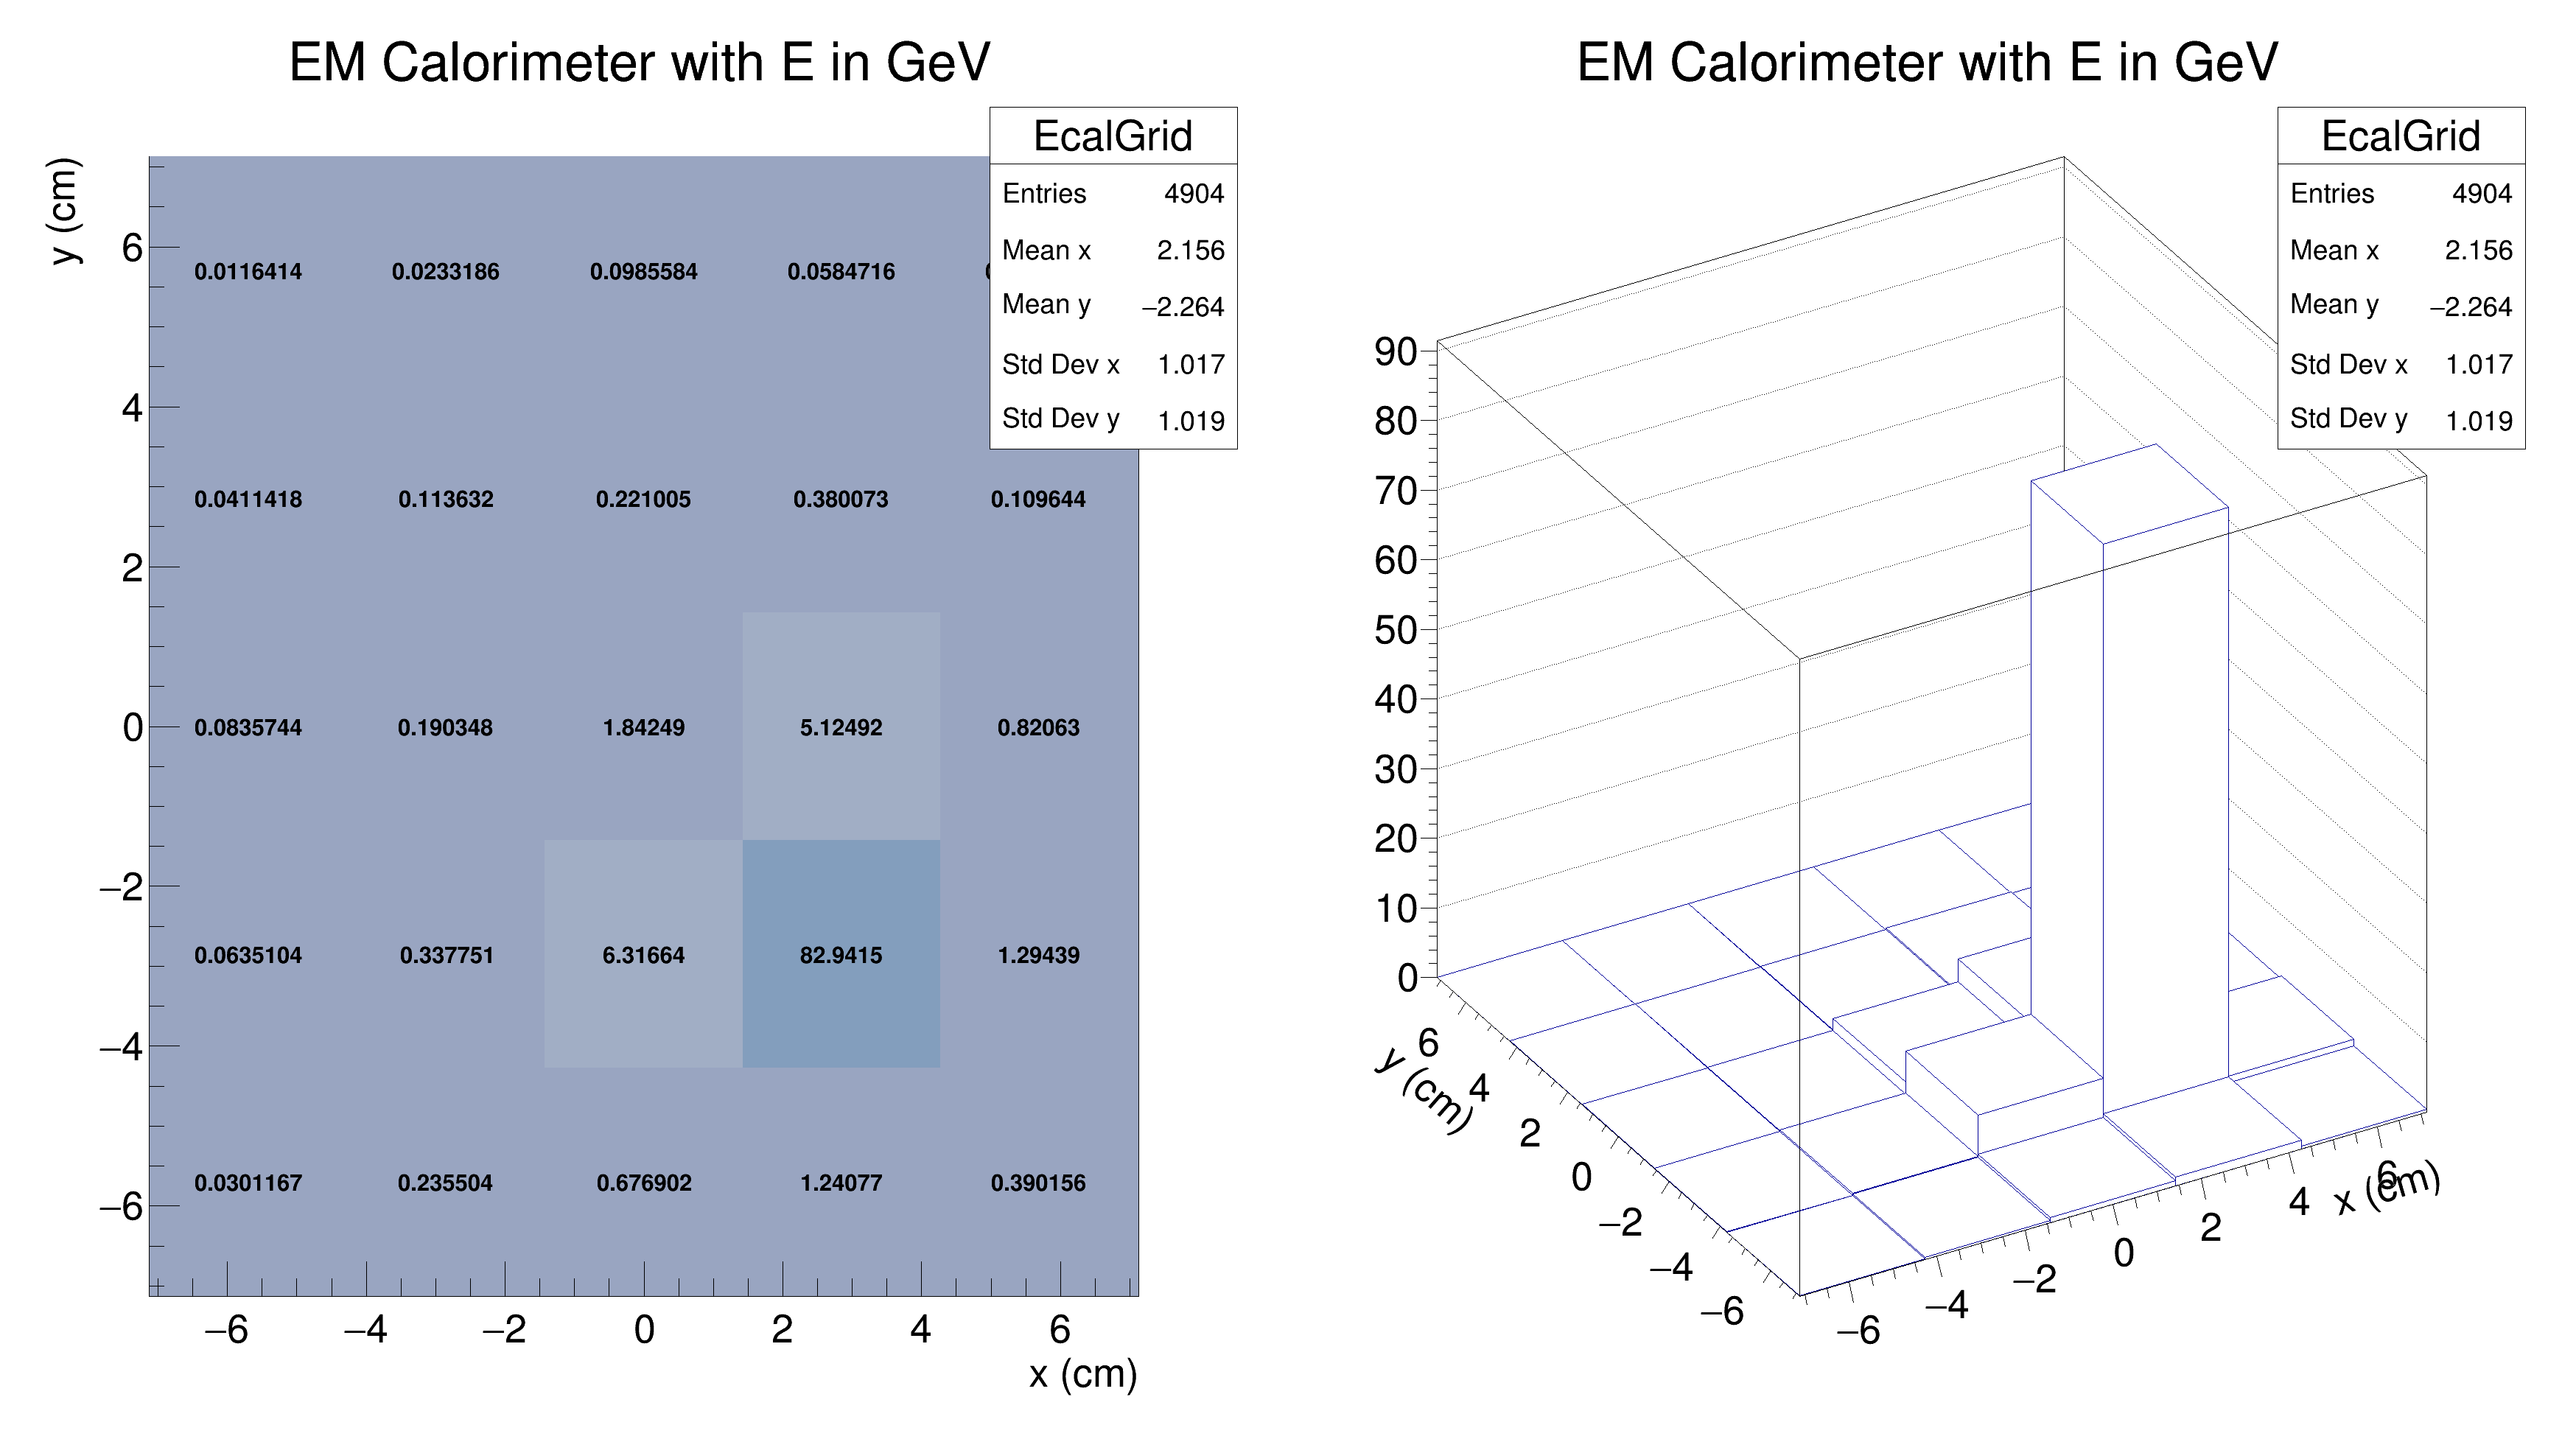 EM Calorimeter with E in GeV
EcalGrid
Entries 4904
Mean x 2.156
Mean y −2.264
Std Dev x 1.017
Std Dev y 1.019
y (cm)
6
4
2
0
−2
−4
−6
0.0116414 0.0233186 0.0985584 0.0584716
0.0411418 0.113632 0.221005 0.380073 0.109644
0.0835744 0.190348 1.84249 5.12492 0.82063
0.0635104 0.337751 6.31664 82.9415 1.29439
0.0301167 0.235504 0.676902 1.24077 0.390156
−6 −4 −2 0 2 4 6
x (cm)
EM Calorimeter with E in GeV
EcalGrid
Entries 4904
Mean x 2.156
Mean y −2.264
Std Dev x 1.017
Std Dev y 1.019
90
80
70
60
50
40
30
20
10
0
6
4
2
0
−2
−4
−6
y (cm)
−6
−4
−2
0
2
4
6
x (cm)